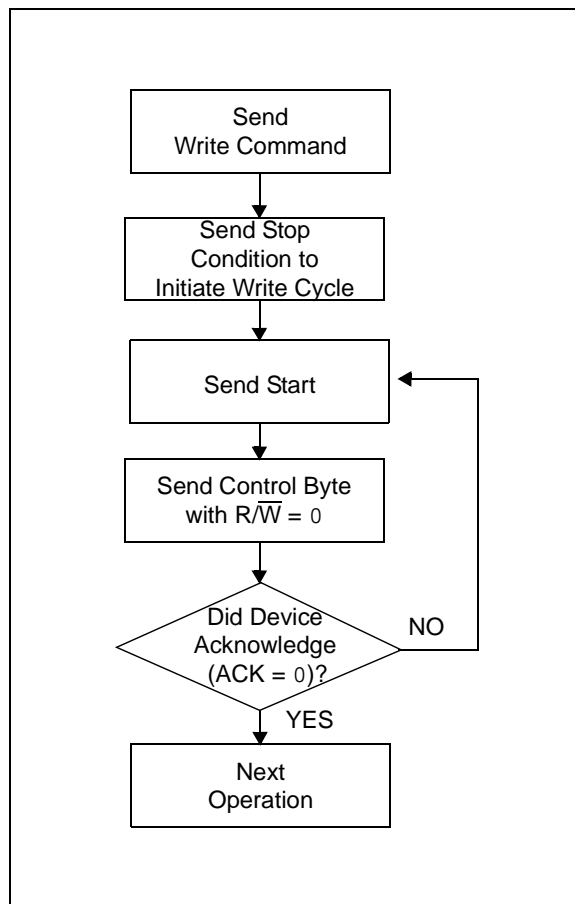 Send
Write Command
Send Stop
Condition to
Initiate Write Cycle
Send Start
Send Control Byte
with R/W̅ = 0
Did Device
Acknowledge
(ACK = 0)?
NO
YES
Next
Operation